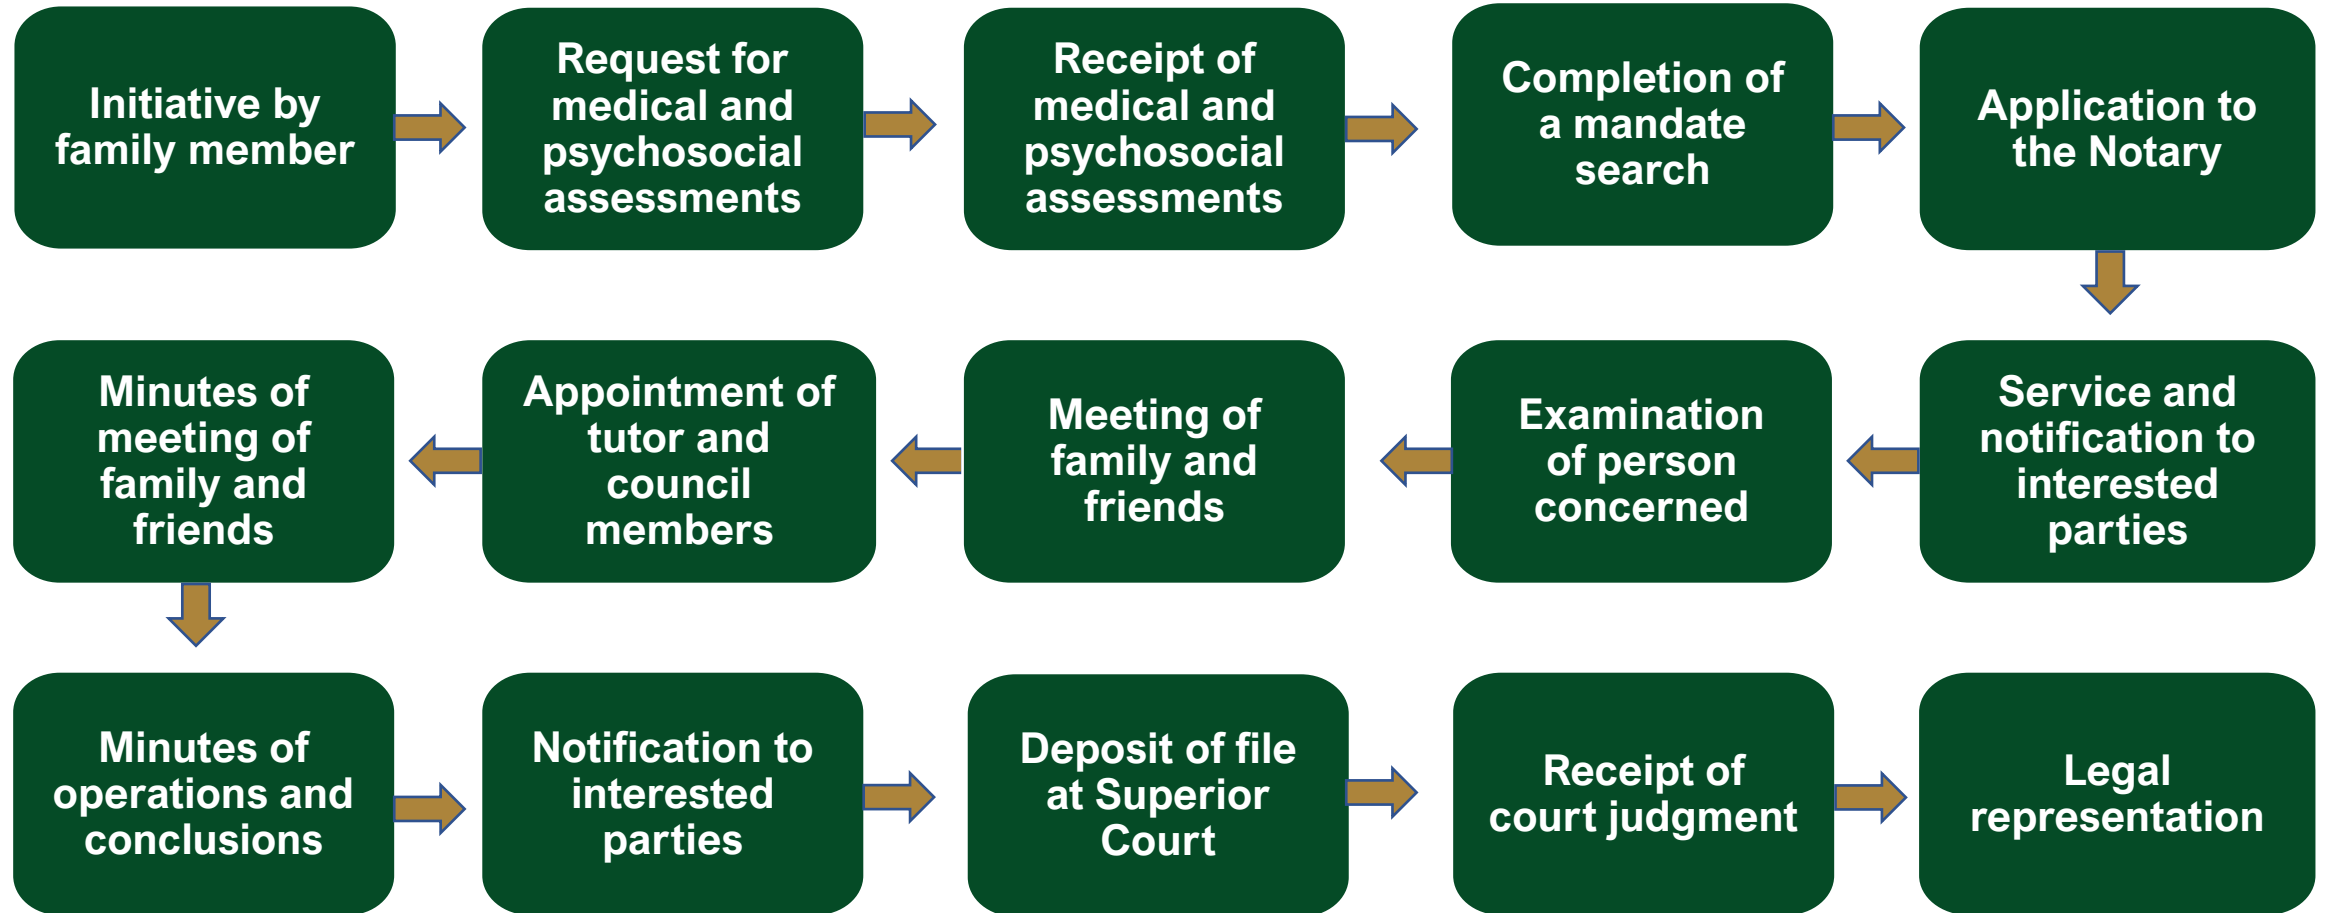 Initiative by
family member
Request for
medical and
psychosocial
assessments
Receipt of
medical and
psychosocial
assessments
Completion of
a mandate
search
Application to
the Notary
Service and
notification to
interested
parties
Examination
of person
concerned
Meeting of
family and
friends
Appointment of
tutor and
council
members
Minutes of
meeting of
family and
friends
Minutes of
operations and
conclusions
Notification to
interested
parties
Deposit of file
at Superior
Court
Receipt of
court judgment
Legal
representation